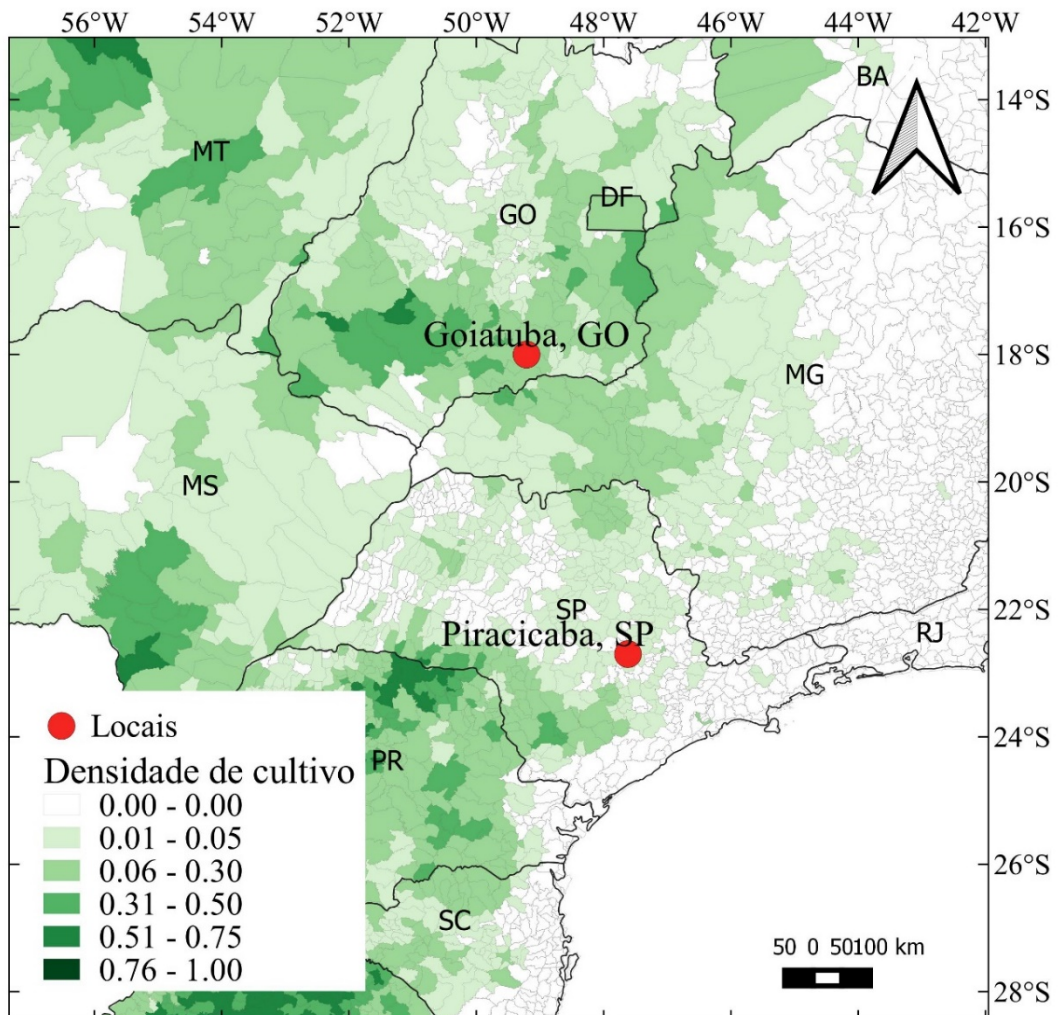 56°W 54°W 52°W 50°W 48°W 46°W 44°W 42°W
BA
14°S
MT
DF
GO
16°S
Goiatuba, GO
18°S
MG
MS
20°S
SP
22°S
Piracicaba, SP
RJ
Locais
PR
24°S
Densidade de cultivo
0.00 - 0.00
0.01 - 0.05
0.06 - 0.30
0.31 - 0.50
0.51 - 0.75
0.76 - 1.00
26°S
SC
50 0 50100 km
28°S